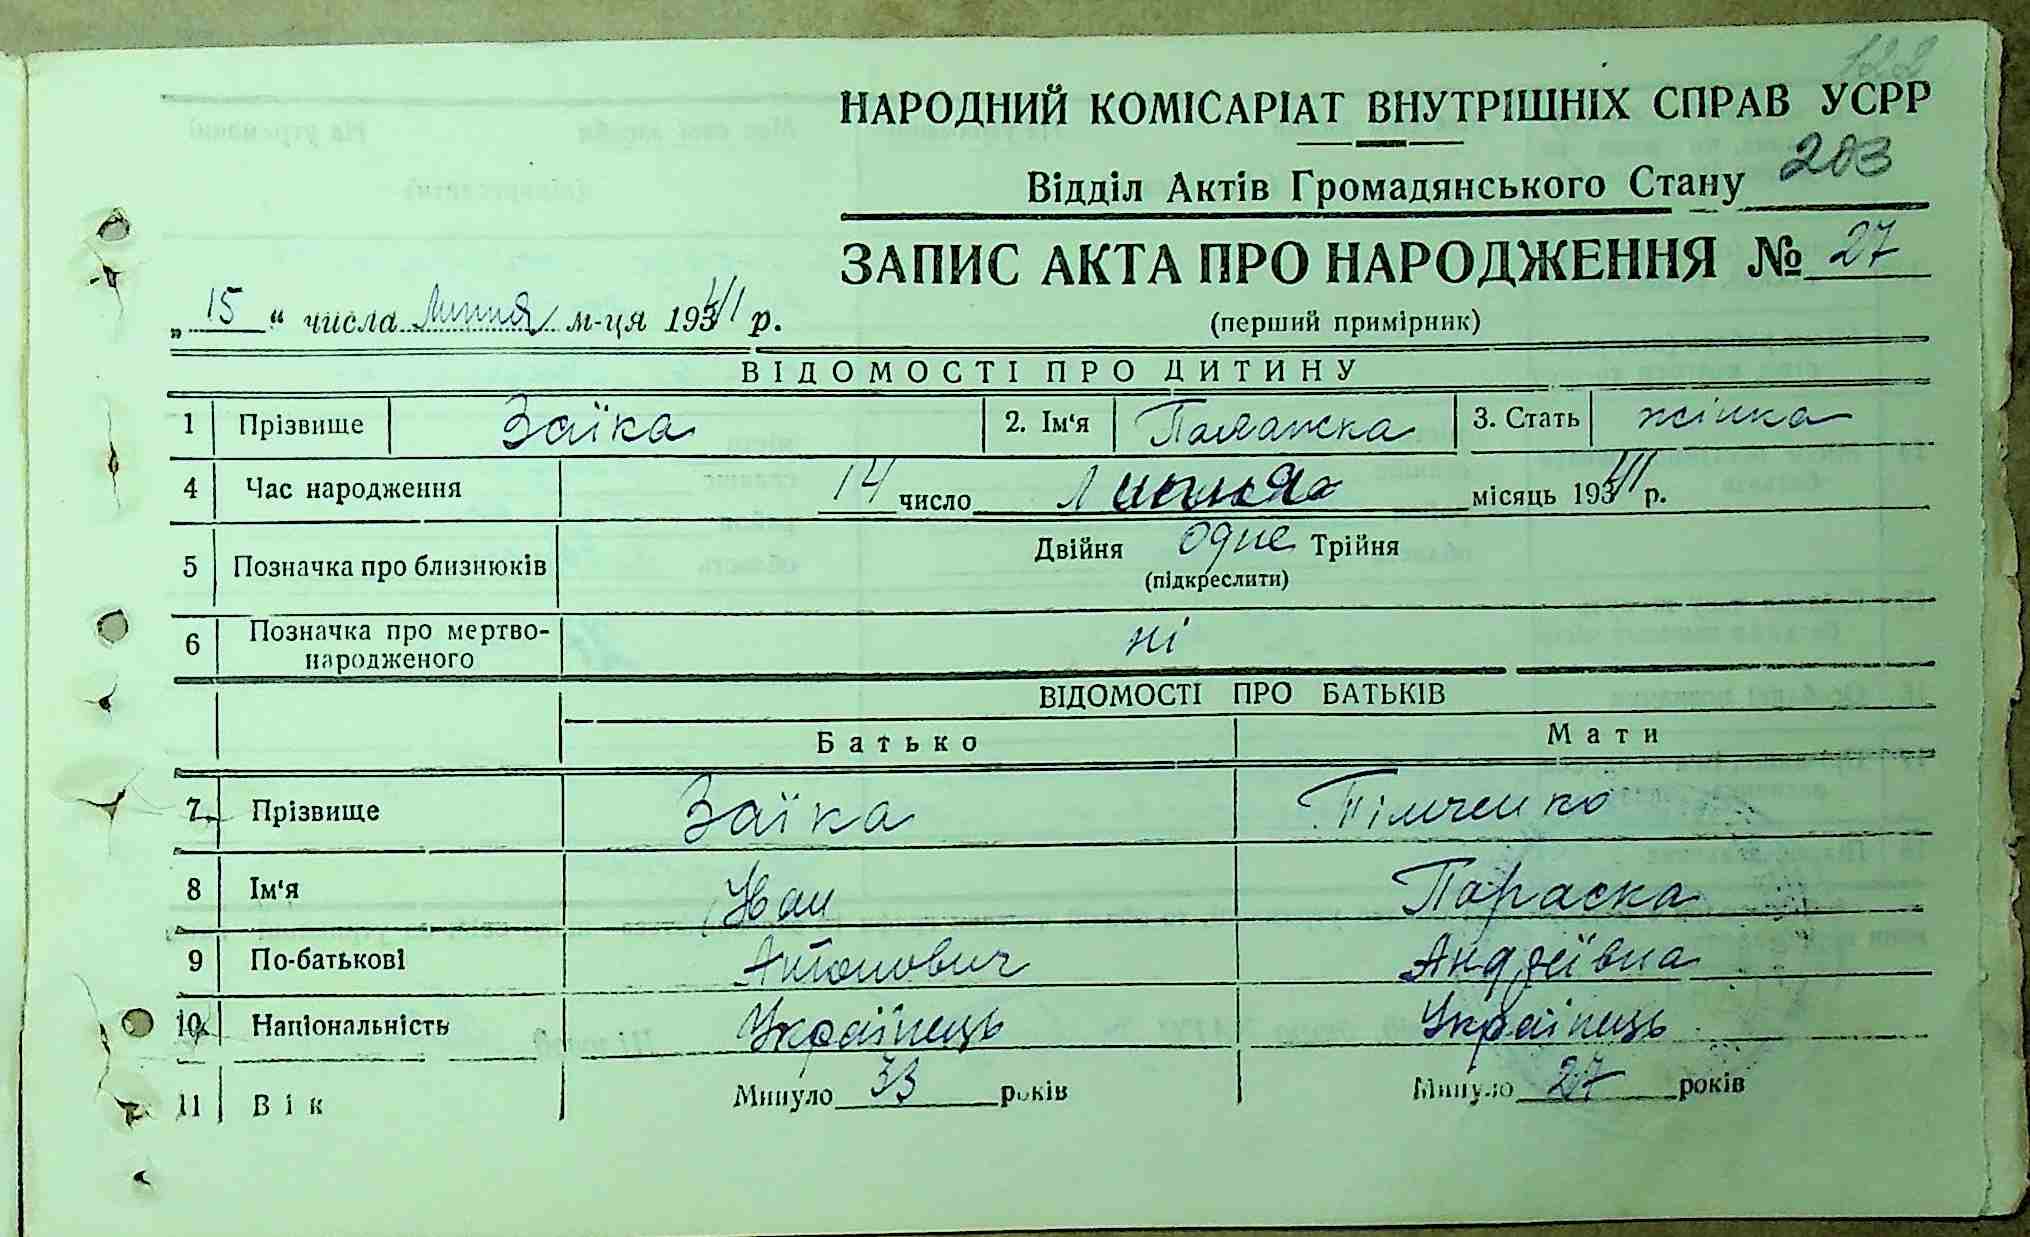 122
НАРОДНИЙ КОМІСАРІАТ ВНУТРІШНІХ СПРАВ УСРР
Відділ Актів Громадянського Стану 203
ЗАПИС АКТА ПРО НАРОДЖЕННЯ № 27
„15“ числа Липня м-ця 1941 р.
(перший примірник)
ВІДОМОСТІ ПРО ДИТИНУ
1 Прізвище Заїка 2. Ім'я Палажка 3. Стать жінка
4 Час народження 14 число Липня місяць 1941 р.
5 Позначка про близнюків Двійня одне Трійня
(підкреслити)
6 Позначка про мертво-
народженого ні
ВІДОМОСТІ ПРО БАТЬКІВ
Батько Мати
7 Прізвище Заїка Пімченко
8 Ім'я Іван Параска
9 По-батькові Антонович Андріївна
10 Національність Українець Українець
11 Вік Минуло 33 років Минуло 27 років